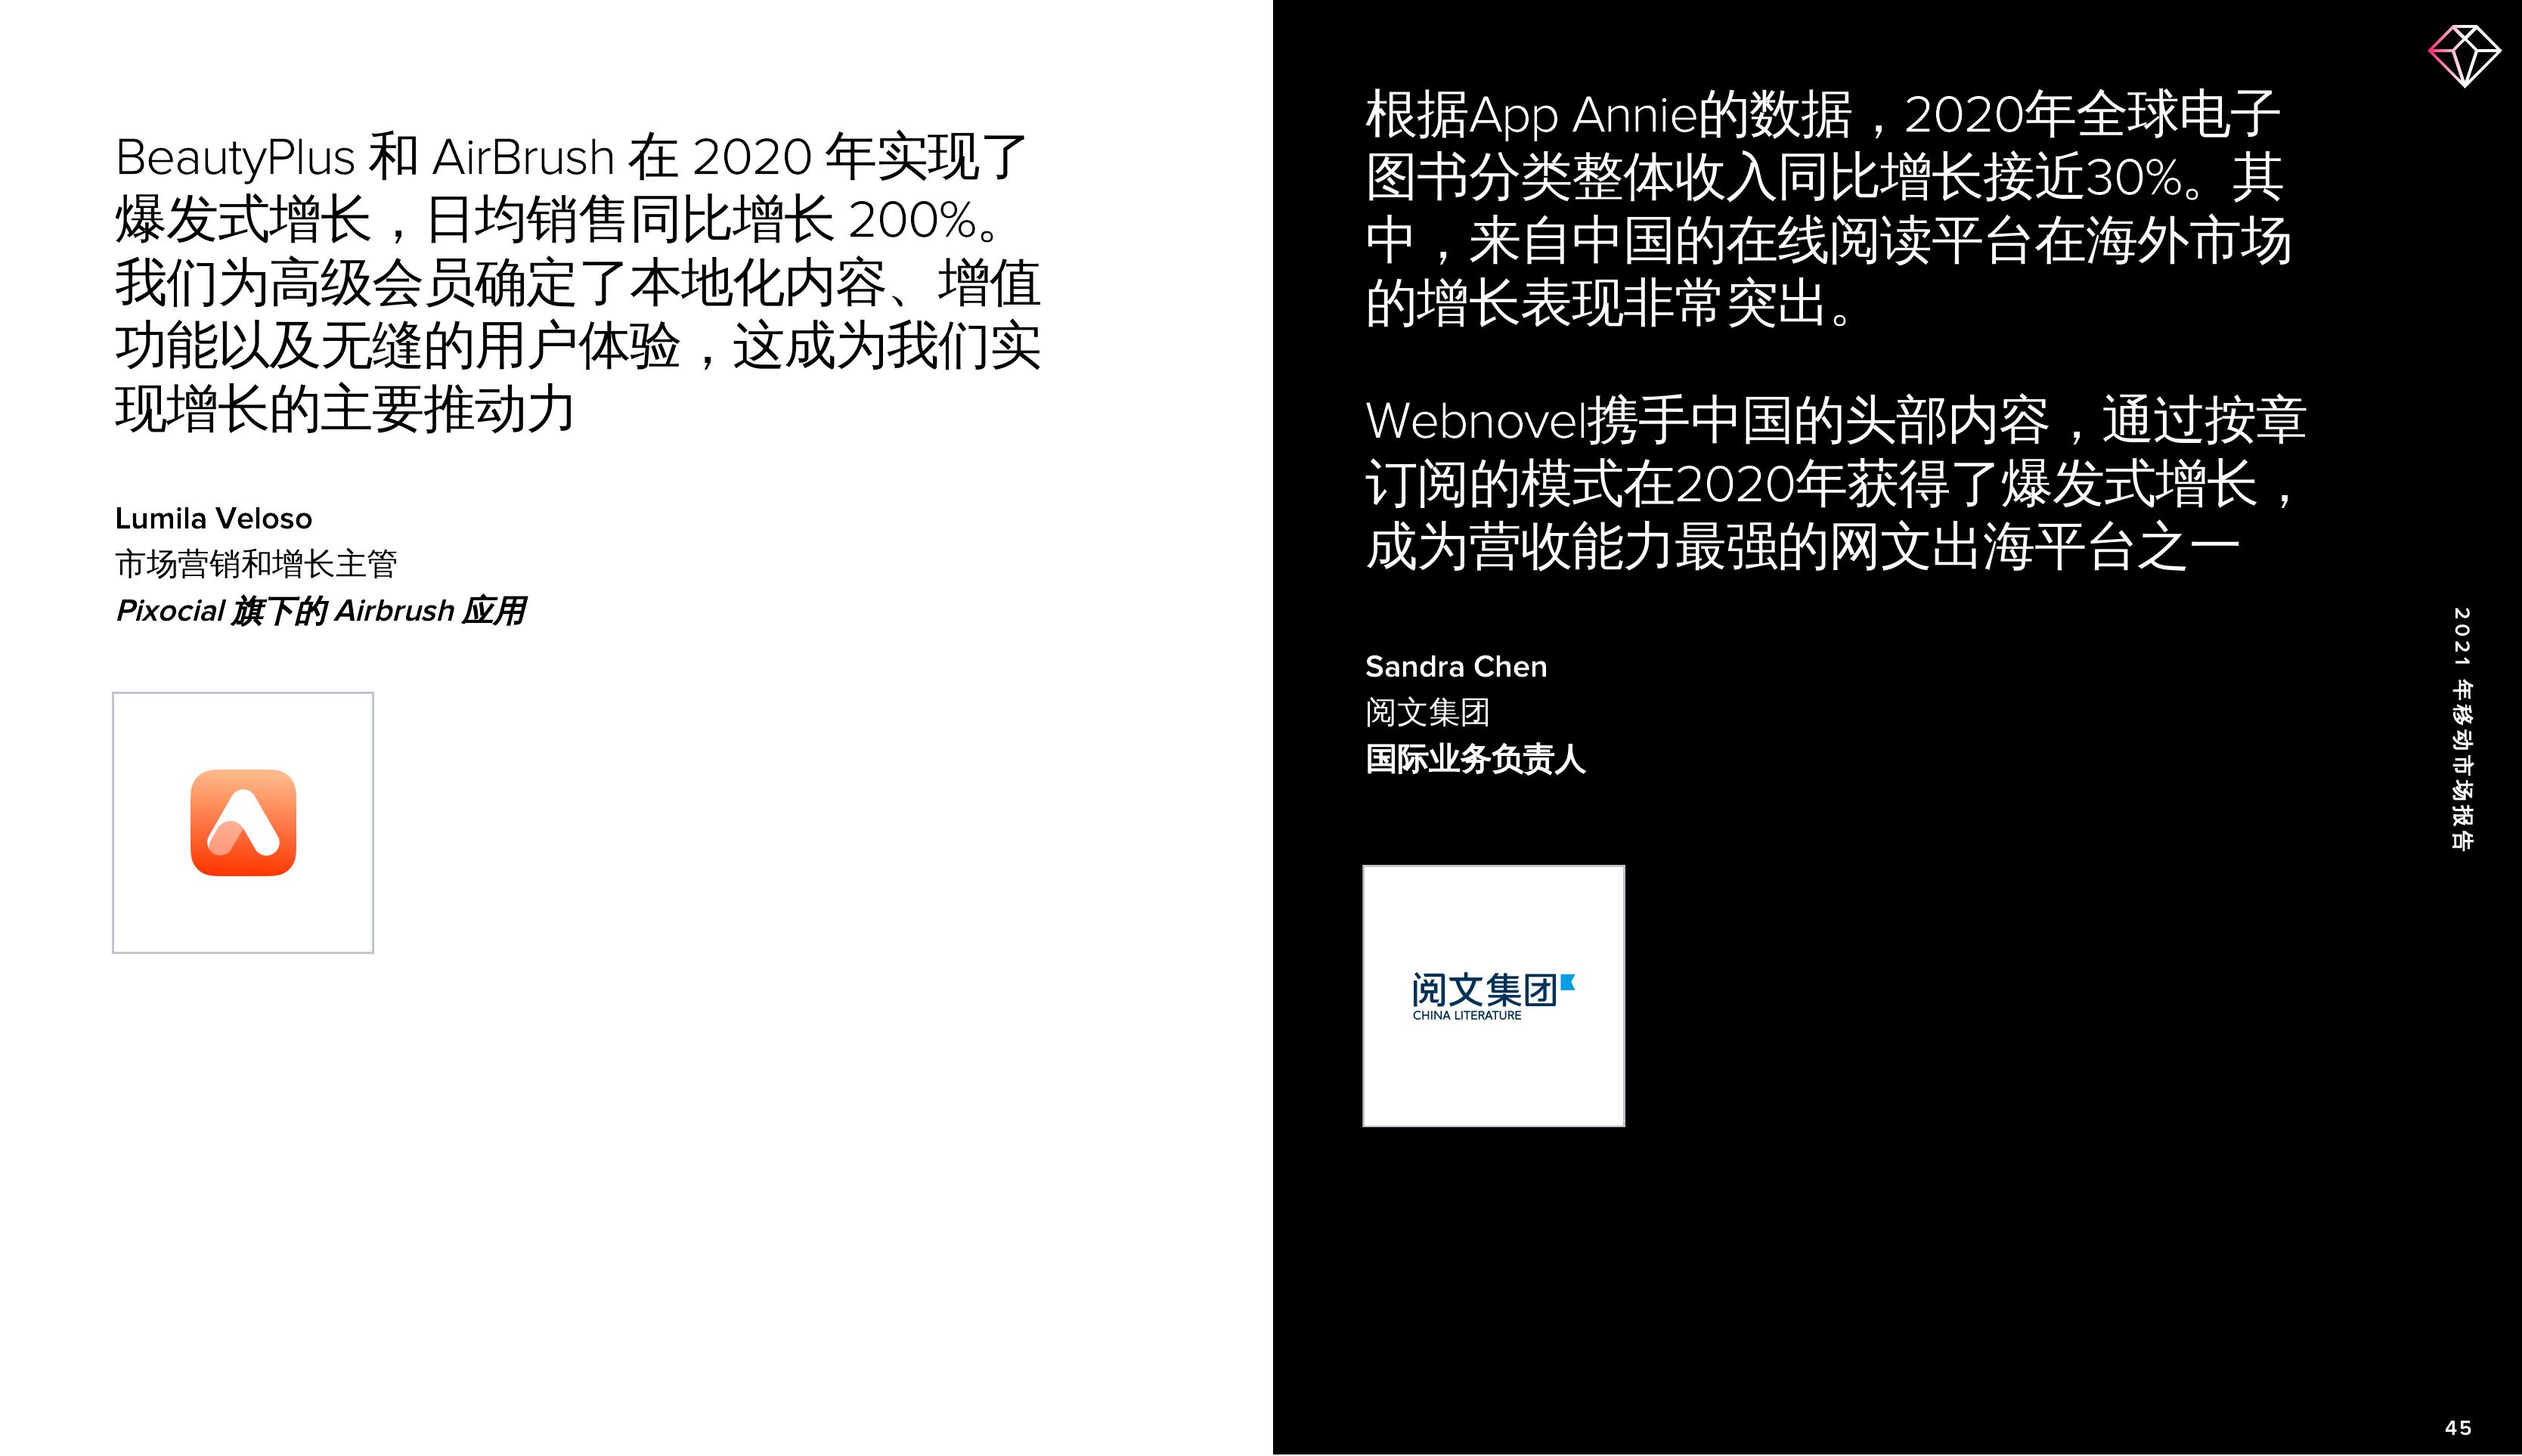 BeautyPlus 和 AirBrush 在 2020 年实现了
爆发式增长，日均销售同比增长 200%。
我们为高级会员确定了本地化内容、增值
功能以及无缝的用户体验，这成为我们实
现增长的主要推动力
Lumila Veloso
市场营销和增长主管
Pixocial 旗下的 Airbrush 应用
根据App Annie的数据，2020年全球电子
图书分类整体收入同比增长接近30%。其
中，来自中国的在线阅读平台在海外市场
的增长表现非常突出。
Webnovel携手中国的头部内容，通过按章
订阅的模式在2020年获得了爆发式增长，
成为营收能力最强的网文出海平台之一
Sandra Chen
阅文集团
国际业务负责人
阅文集团
CHINA LITERATURE
2021 年移动市场报告
45